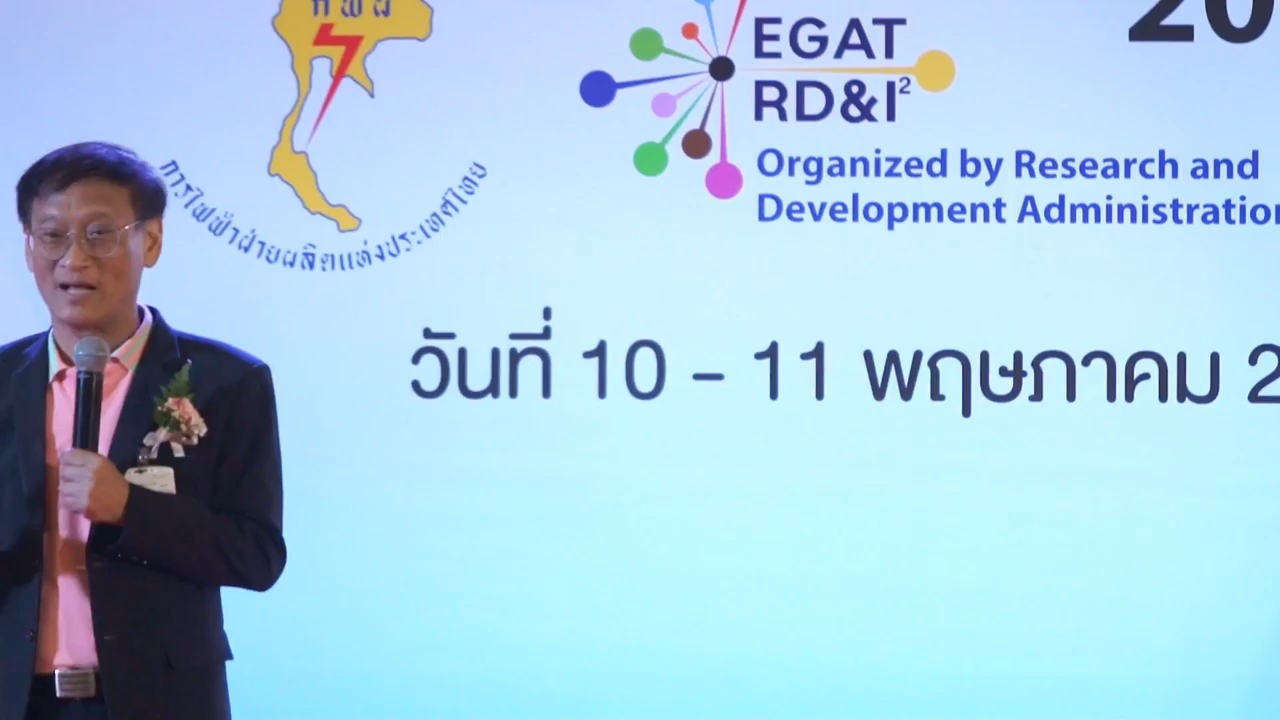 กฟผ
การไฟฟ้าฝ่ายผลิตแห่งประเทศไทย
20
EGAT
RD&I²
Organized by Research and
Development Administration
วันที่ 10 - 11 พฤษภาคม 2